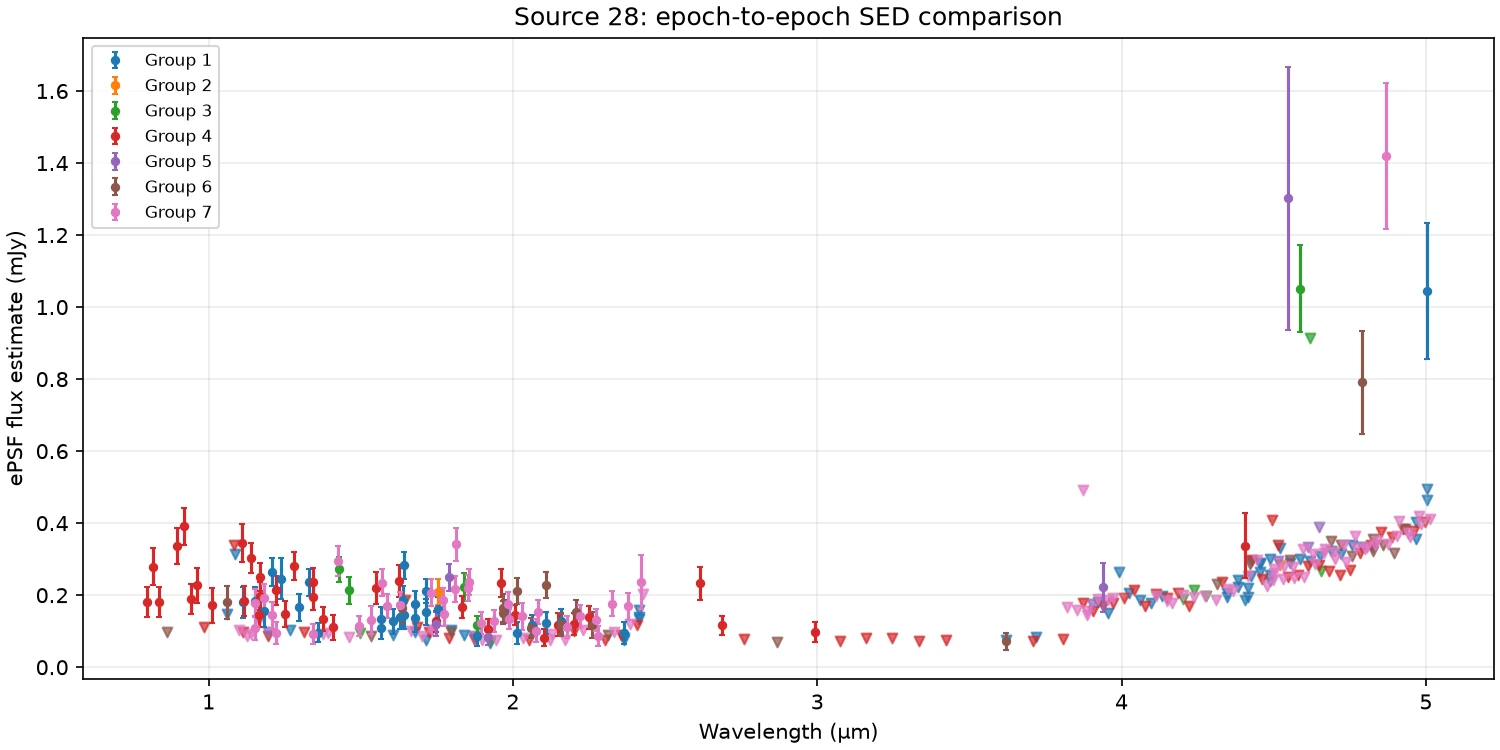 Source 28: epoch-to-epoch SED comparison
Group 1
Group 2
Group 3
Group 4
Group 5
Group 6
Group 7
ePSF flux estimate (mJy)
1.6
1.4
1.2
1.0
0.8
0.6
0.4
0.2
0.0
1 2 3 4 5
Wavelength (μm)